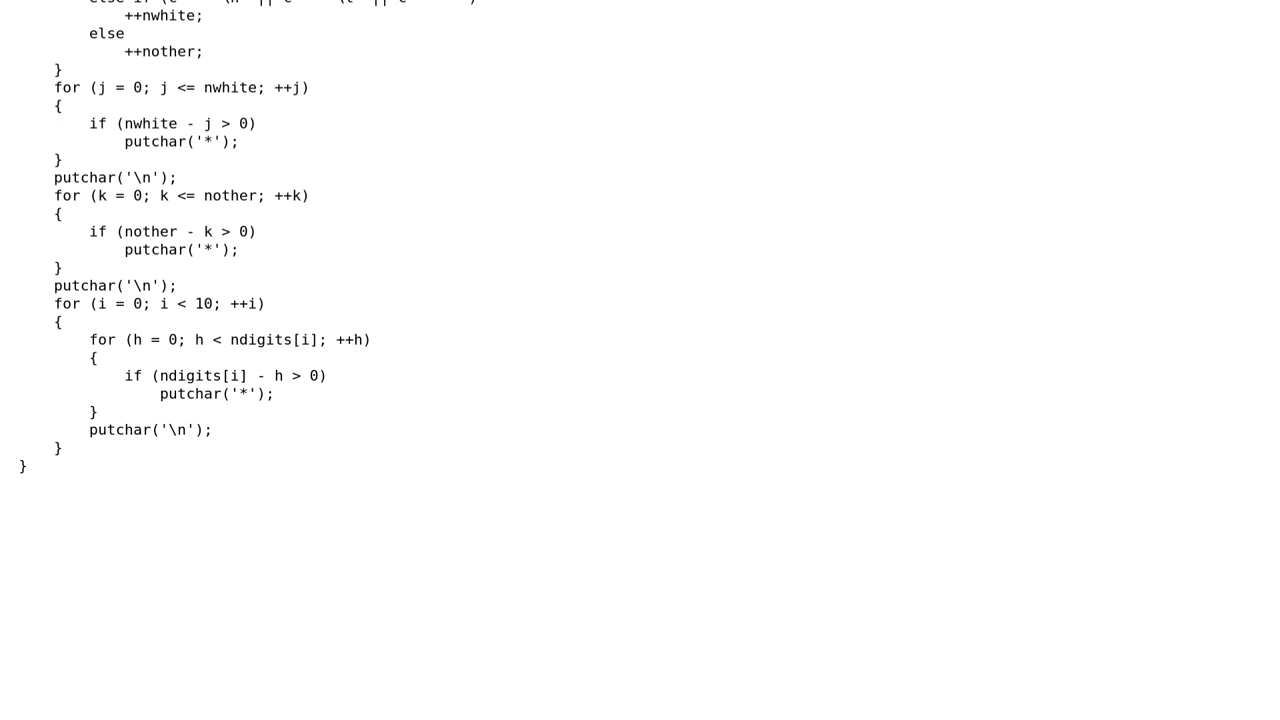 ++nwhite;
        else
            ++nother;
    }
    for (j = 0; j <= nwhite; ++j)
    {
        if (nwhite - j > 0)
            putchar('*');
    }
    putchar('\n');
    for (k = 0; k <= nother; ++k)
    {
        if (nother - k > 0)
            putchar('*');
    }
    putchar('\n');
    for (i = 0; i < 10; ++i)
    {
        for (h = 0; h < ndigits[i]; ++h)
        {
            if (ndigits[i] - h > 0)
                putchar('*');
        }
        putchar('\n');
    }
}